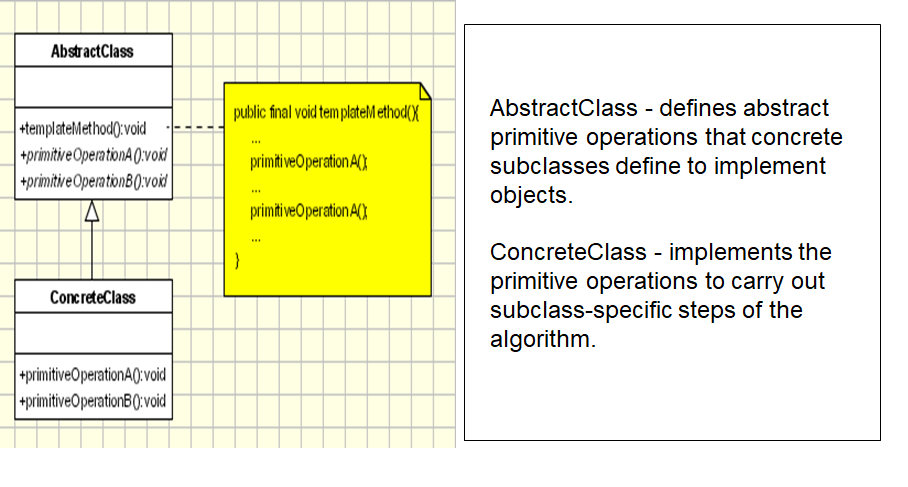 AbstractClass
+templateMethod():void
+primitiveOperationA():void
+primitiveOperationB():void
ConcreteClass
+primitiveOperationA():void
+primitiveOperationB():void
public final void templateMethod(){
...
primitiveOperationA();
...
primitiveOperationA();
...
}
AbstractClass - defines abstract
primitive operations that concrete
subclasses define to implement
objects.
ConcreteClass - implements the
primitive operations to carry out
subclass-specific steps of the
algorithm.